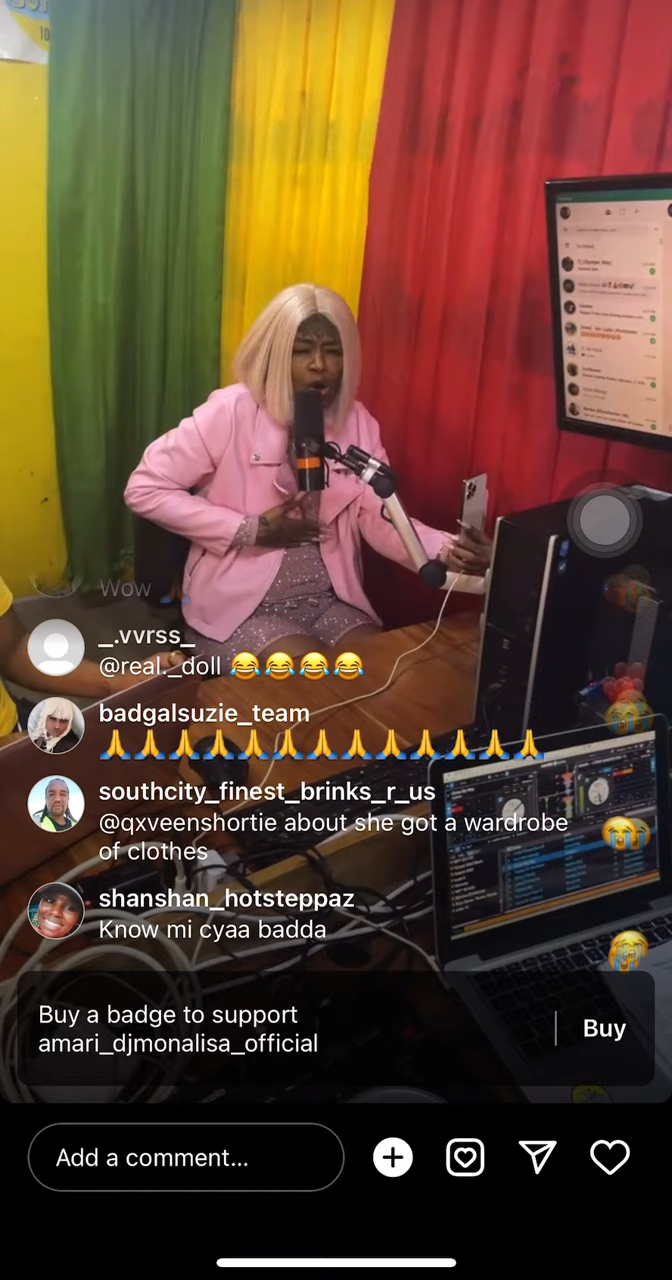 Wow 🙏
_.vvrss_
@real._doll 😂😂😂😂
badgalsuzie_team
🙏🙏🙏🙏🙏🙏🙏🙏🙏🙏🙏🙏🙏
southcity_finest_brinks_r_us
@qxveenshortie about she got a wardrobe
of clothes
shanshan_hotsteppaz
Know mi cyaa badda
Buy a badge to support
amari_djmonalisa_official
Buy
Add a comment...